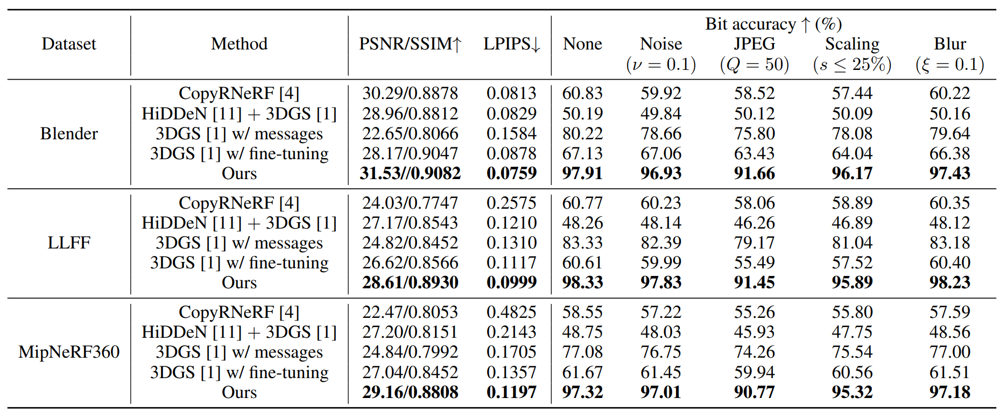 Bit accuracy ↑ (%)
Dataset Method PSNR/SSIM↑ LPIPS↓ None Noise JPEG Scaling Blur
(ν = 0.1) (Q = 50) (s ≤ 25%) (ξ = 0.1)
CopyRNeRF [4] 30.29/0.8878 0.0813 60.83 59.92 58.52 57.44 60.22
HiDDeN [11] + 3DGS [1] 28.96/0.8812 0.0829 50.19 49.84 50.12 50.09 50.16
Blender 3DGS [1] w/ messages 22.65/0.8066 0.1584 80.22 78.66 75.80 78.08 79.64
3DGS [1] w/ fine-tuning 28.17/0.9047 0.0878 67.13 67.06 63.43 64.04 66.38
Ours 31.53//0.9082 0.0759 97.91 96.93 91.66 96.17 97.43
CopyRNeRF [4] 24.03/0.7747 0.2575 60.77 60.23 58.06 58.89 60.35
HiDDeN [11] + 3DGS [1] 27.17/0.8543 0.1210 48.26 48.14 46.26 46.89 48.12
LLFF 3DGS [1] w/ messages 24.82/0.8452 0.1310 83.33 82.39 79.17 81.04 83.18
3DGS [1] w/ fine-tuning 26.62/0.8566 0.1117 60.61 59.99 55.49 57.52 60.40
Ours 28.61/0.8930 0.0999 98.33 97.83 91.45 95.89 98.23
CopyRNeRF [4] 22.47/0.8053 0.4825 58.55 57.22 55.26 55.80 57.59
HiDDeN [11] + 3DGS [1] 27.20/0.8151 0.2143 48.75 48.03 45.93 47.75 48.56
MipNeRF360 3DGS [1] w/ messages 24.84/0.7992 0.1705 77.08 76.75 74.26 75.54 77.00
3DGS [1] w/ fine-tuning 27.04/0.8452 0.1357 61.67 61.45 59.94 60.56 61.51
Ours 29.16/0.8808 0.1197 97.32 97.01 90.77 95.32 97.18